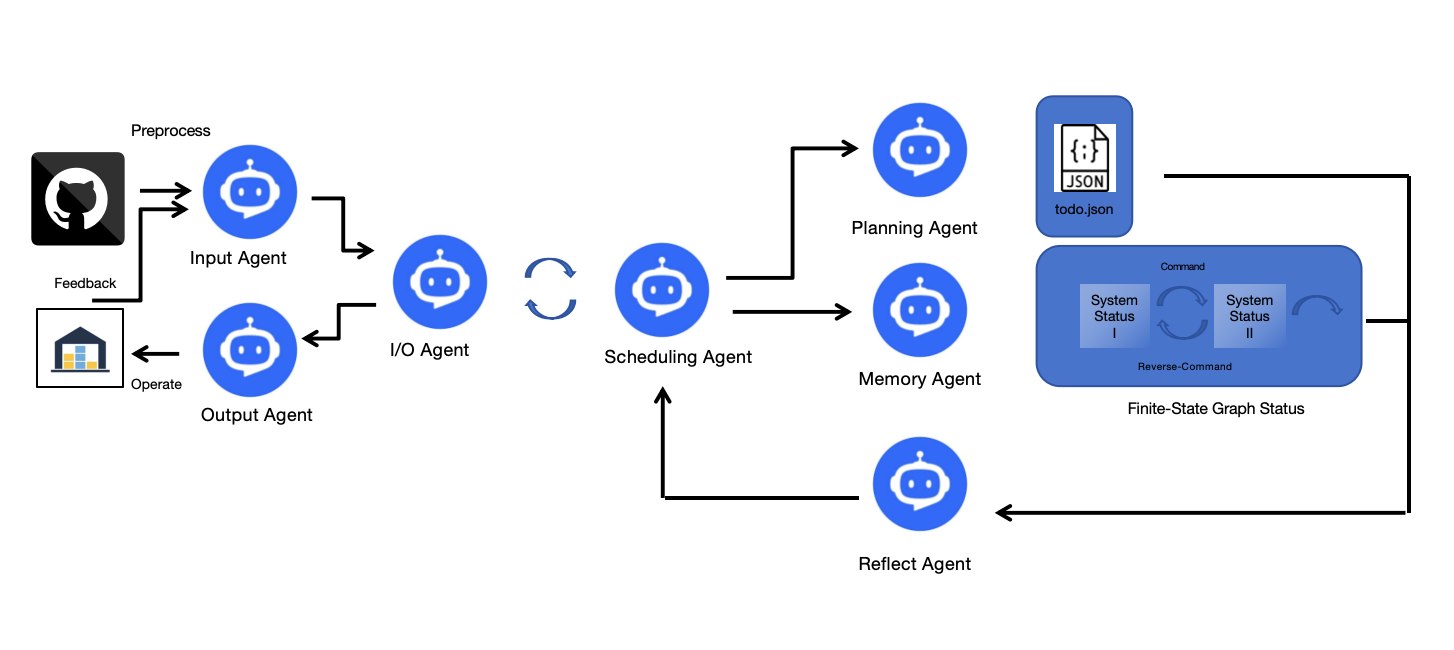 Preprocess
Input Agent
Feedback
Operate
Output Agent
I/O Agent
Scheduling Agent
Planning Agent
Memory Agent
Reflect Agent
{;}
JSON
todo.json
Command
System
Status
I
System
Status
II
Reverse-Command
Finite-State Graph Status